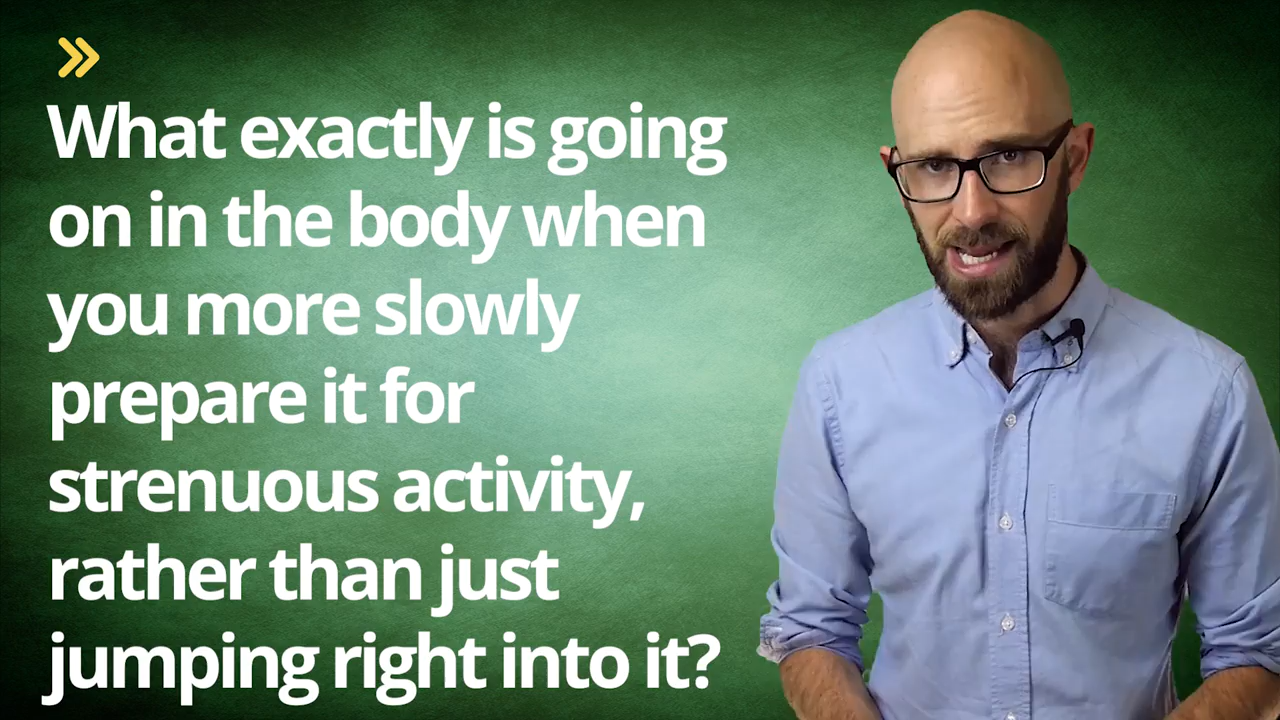 What exactly is going
on in the body when
you more slowly
prepare it for
strenuous activity,
rather than just
jumping right into it?